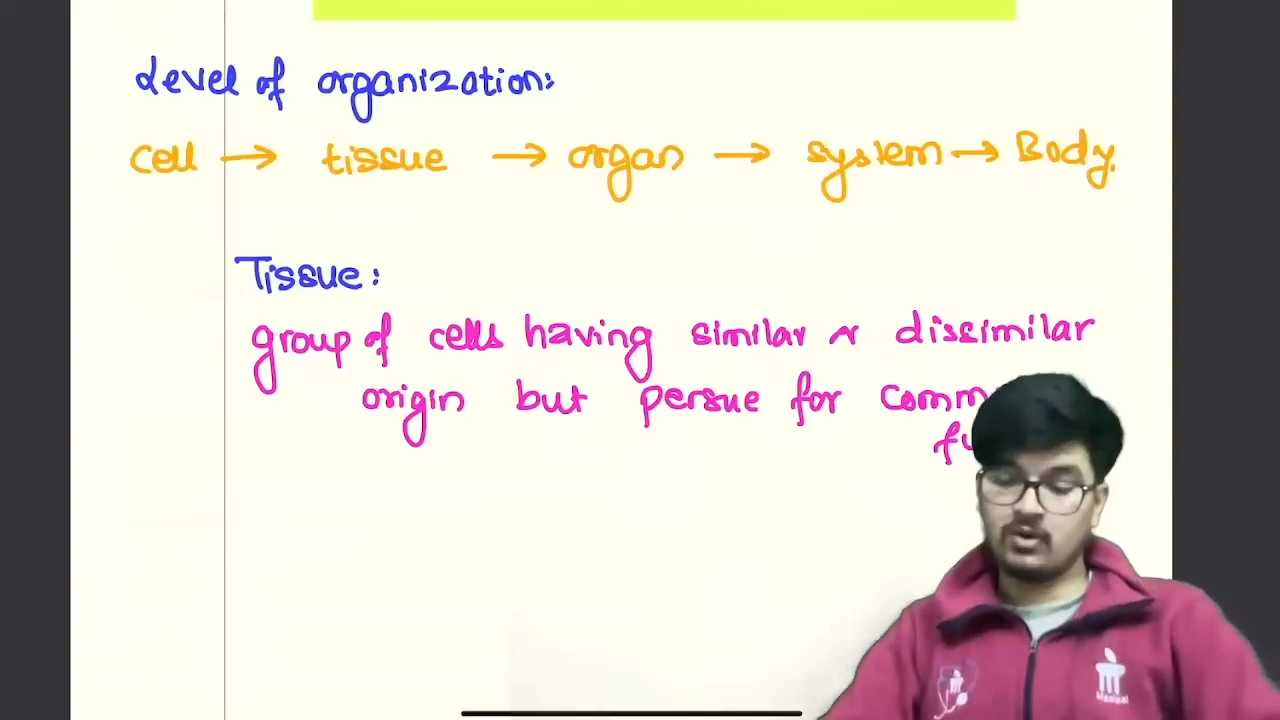 Level of organization:
cell → tissue → organ → system → Body.
Tissue:
group of cells having similar or dissimilar
origin but persue for
Manipal